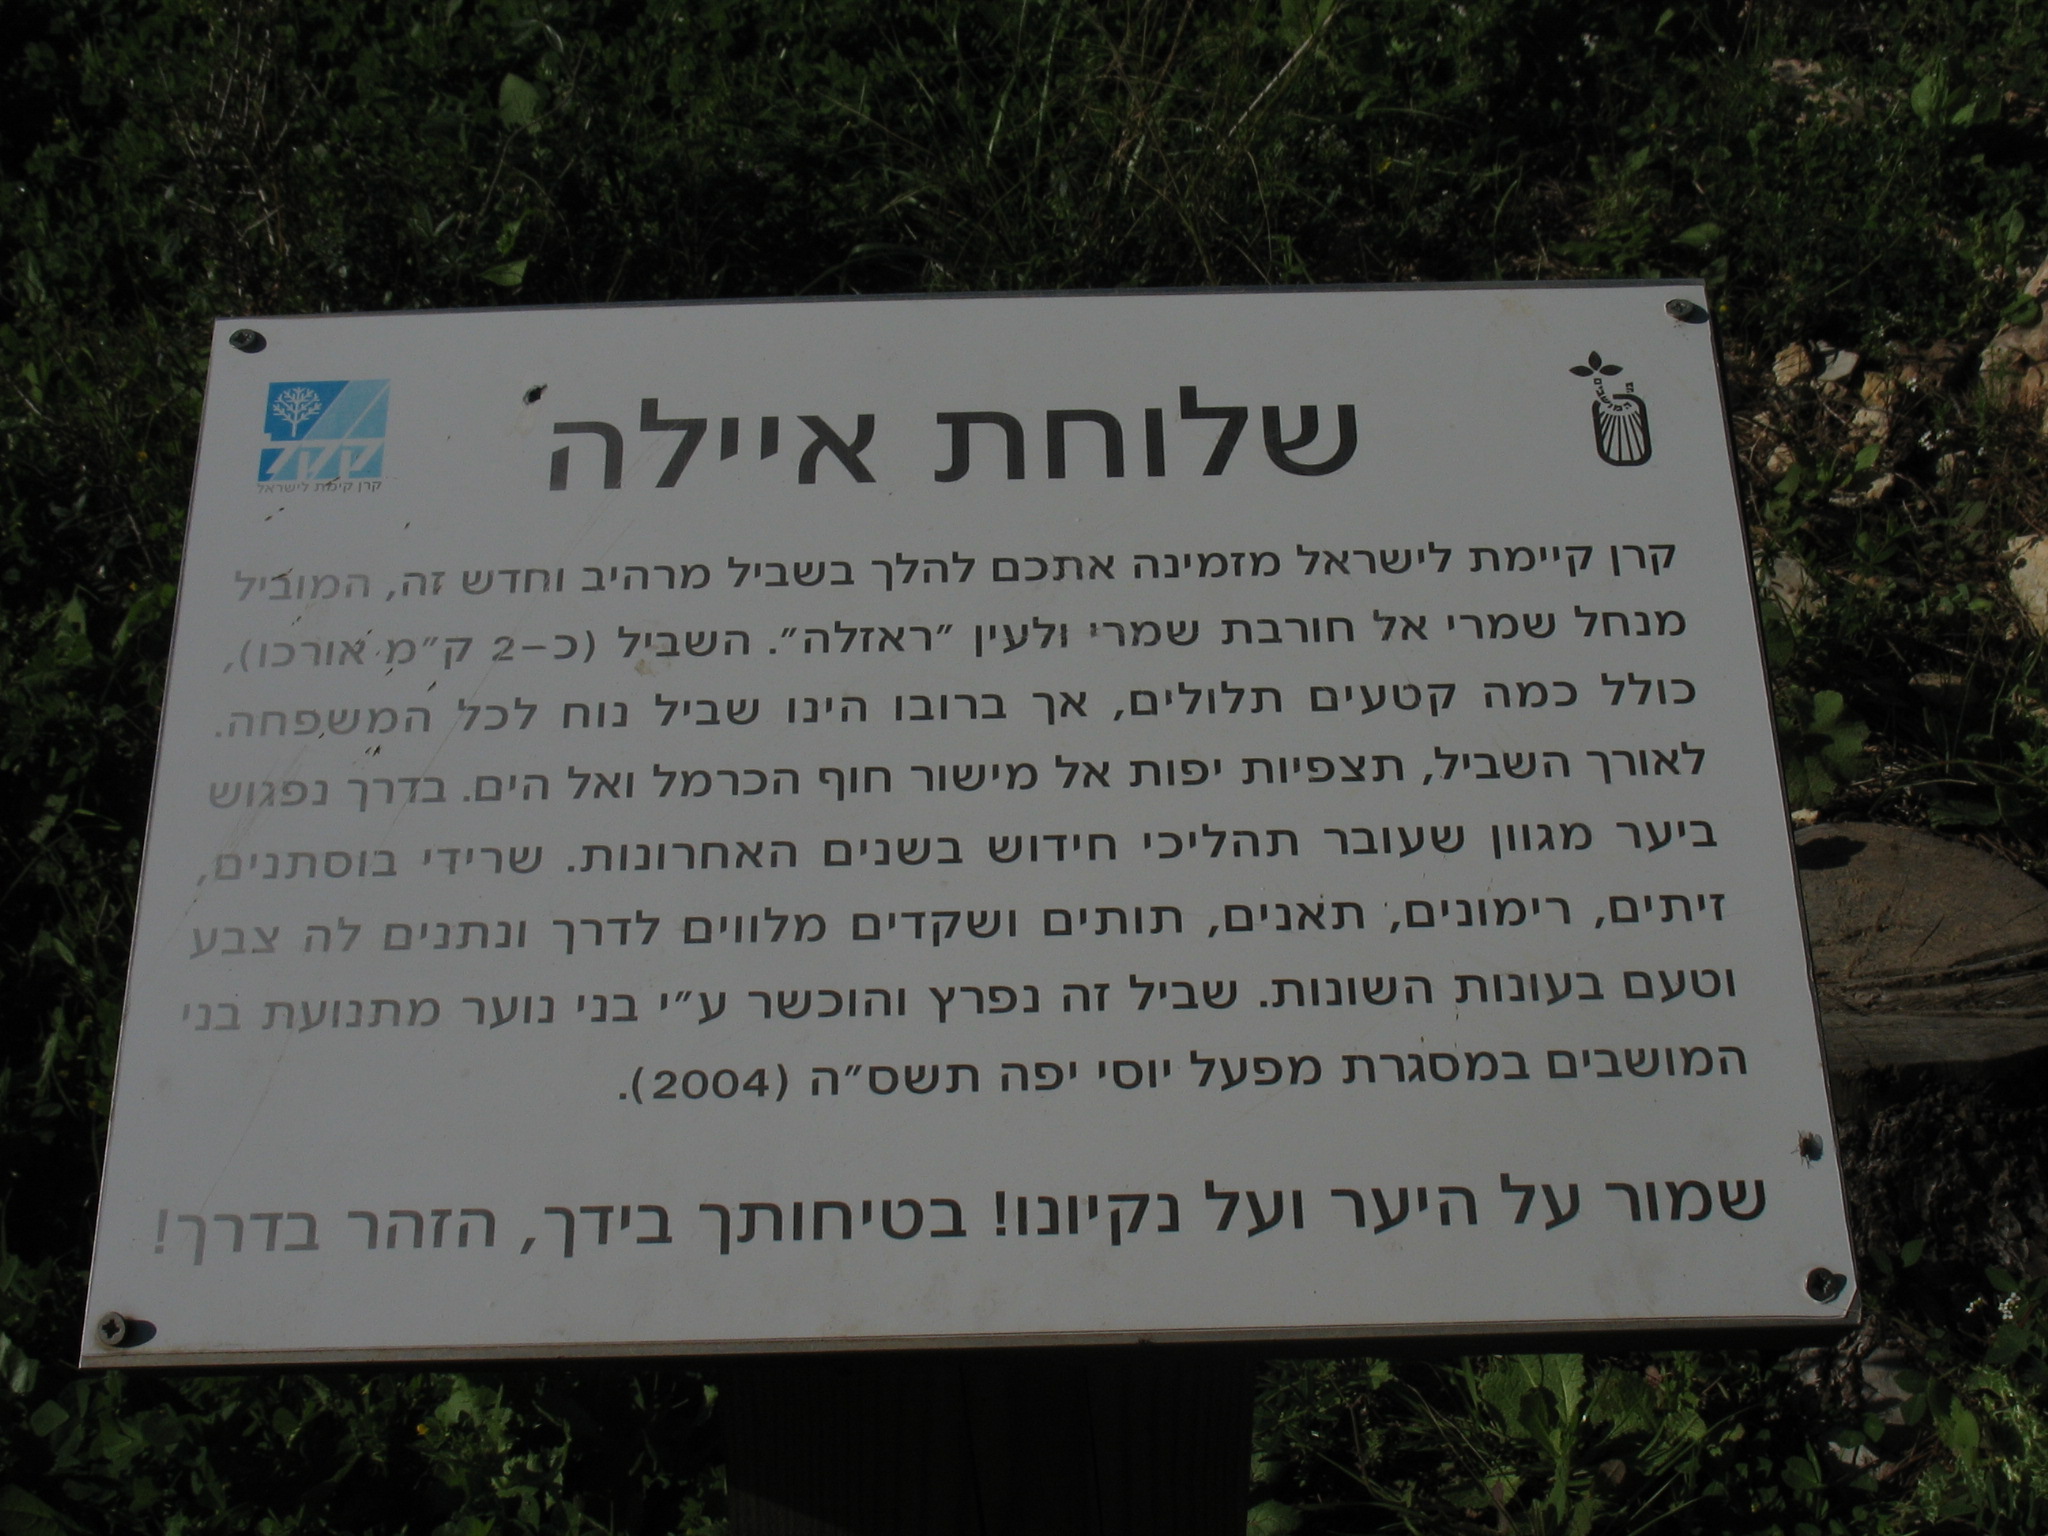 שלוחת איילה
בני המושבים
קק״ל
קרן קימת לישראל
קרן קיימת לישראל מזמינה אתכם להלך בשביל מרהיב וחדש זה, המוביל
מנחל שמרי אל חורבת שמרי ולעין ״ראזלה״. השביל (כ–2 ק״מ אורכו),
כולל כמה קטעים תלולים, אך ברובו הינו שביל נוח לכל המשפחה.
לאורך השביל, תצפיות יפות אל מישור חוף הכרמל ואל הים. בדרך נפגוש
ביער מגוון שעובר תהליכי חידוש בשנים האחרונות. שרידי בוסתנים,
זיתים, רימונים, תאנים, תותים ושקדים מלווים לדרך ונתנים לה צבע
וטעם בעונות השונות. שביל זה נפרץ והוכשר ע״י בני נוער מתנועת בני
המושבים במסגרת מפעל יוסי יפה תשס״ה (2004).
שמור על היער ועל נקיונו! בטיחותך בידך, הזהר בדרך!